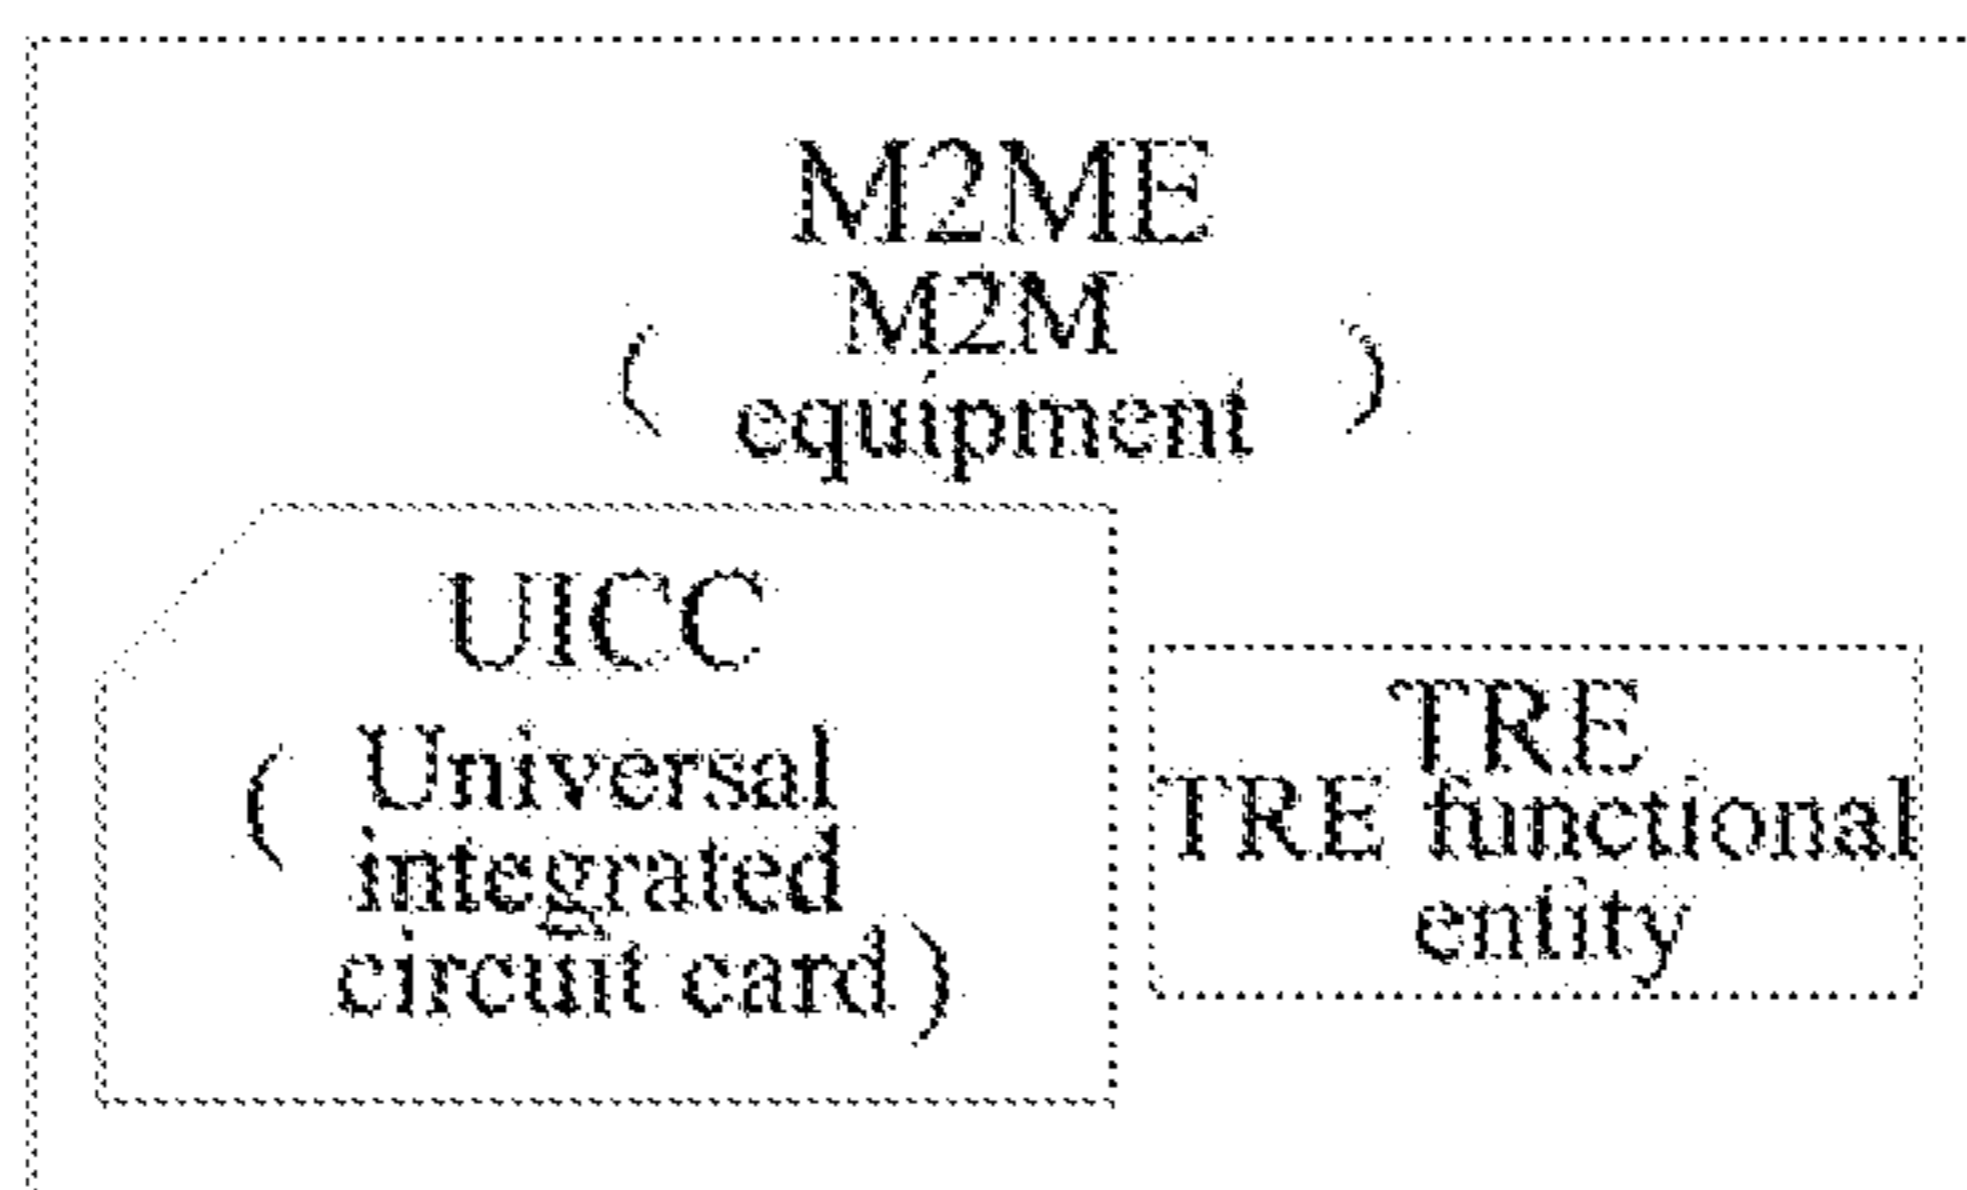 M2ME
M2M
( equipment )
UICC
( Universal
integrated
circuit card )
TRE
TRE functional
entity